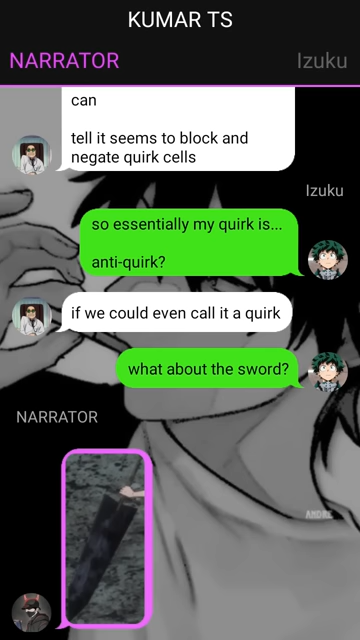 KUMAR TS
NARRATOR
Izuku
can
tell it seems to block and
negate quirk cells
Izuku
so essentially my quirk is...
anti-quirk?
if we could even call it a quirk
what about the sword?
NARRATOR
ANDRE